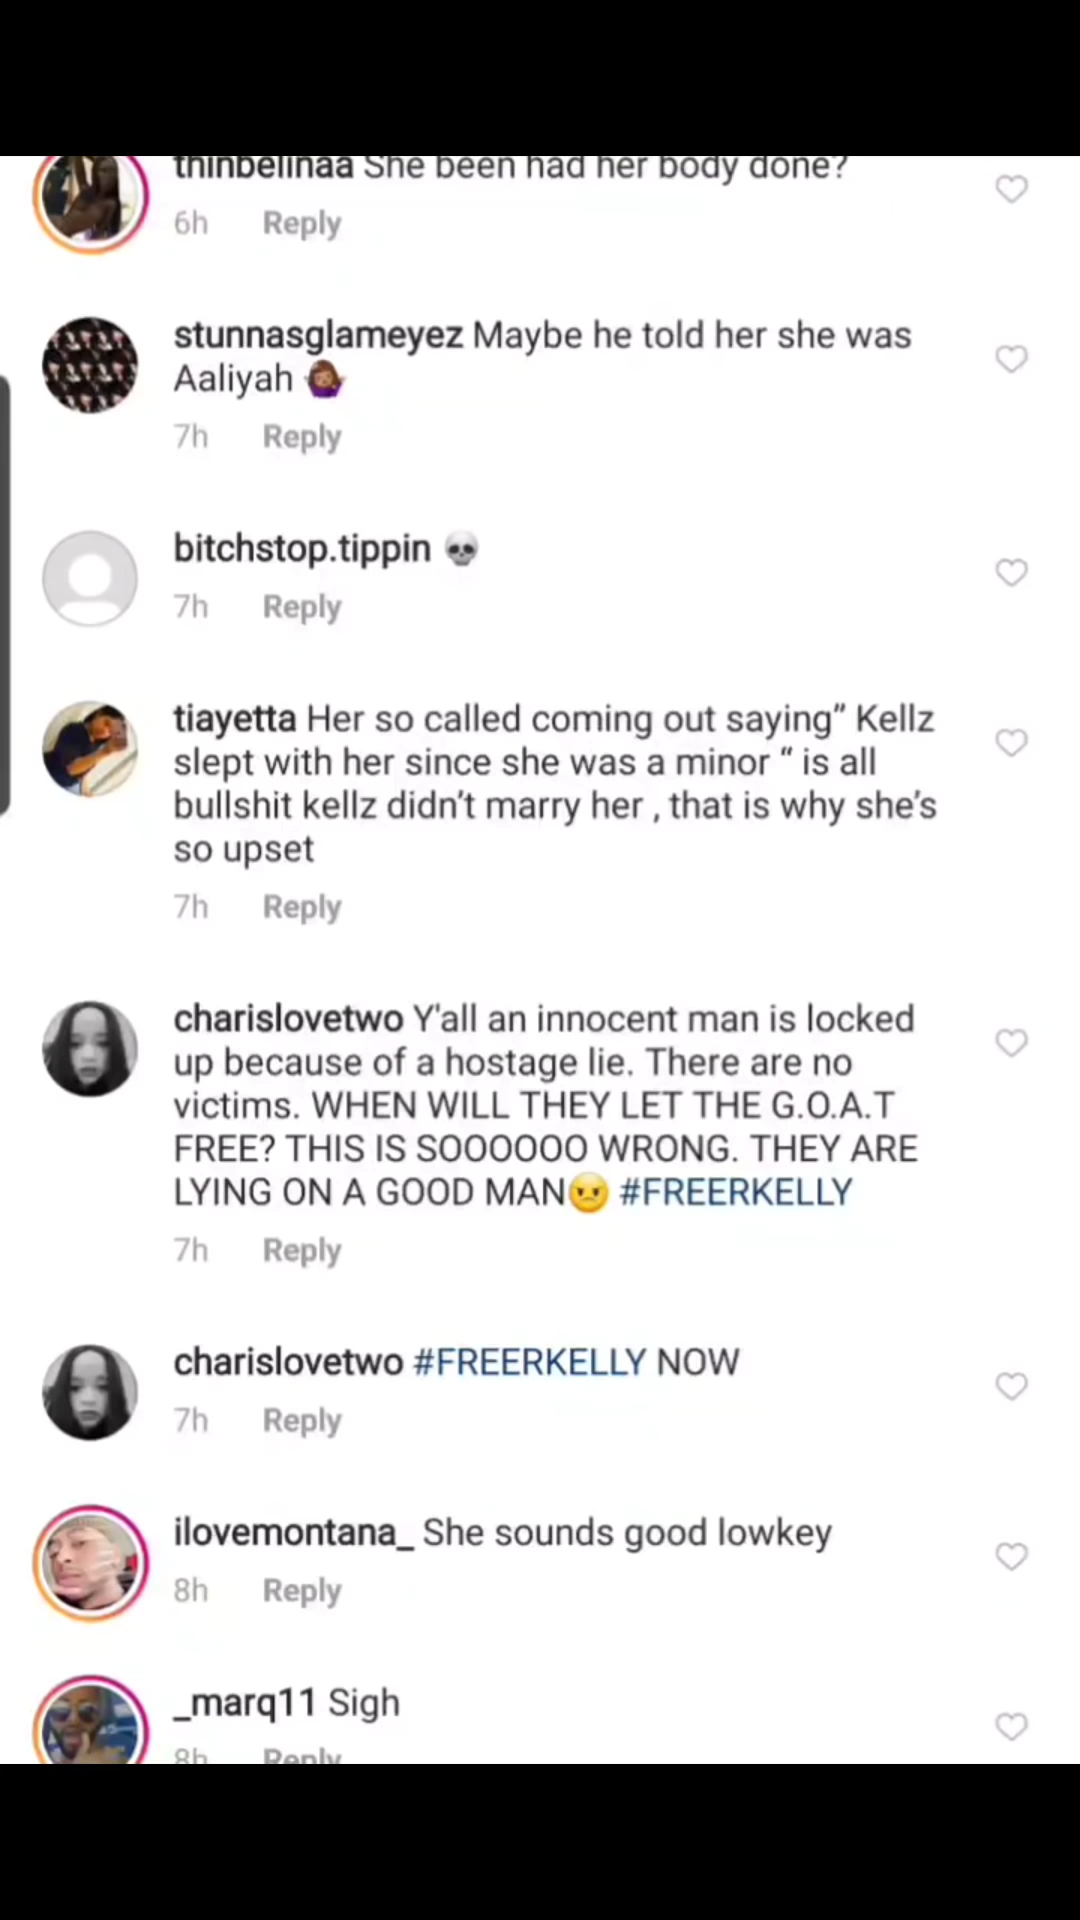 thinbelinaa She been had her body done?
6h Reply
stunnasglameyez Maybe he told her she was
Aaliyah 🤷🏽‍♀️
7h Reply
bitchstop.tippin 💀
7h Reply
tiayetta Her so called coming out saying” Kellz
slept with her since she was a minor “ is all
bullshit kellz didn’t marry her , that is why she’s
so upset
7h Reply
charislovetwo Y'all an innocent man is locked
up because of a hostage lie. There are no
victims. WHEN WILL THEY LET THE G.O.A.T
FREE? THIS IS SOOOOOO WRONG. THEY ARE
LYING ON A GOOD MAN😠 #FREERKELLY
7h Reply
charislovetwo #FREERKELLY NOW
7h Reply
ilovemontana_ She sounds good lowkey
8h Reply
_marq11 Sigh
8h Reply